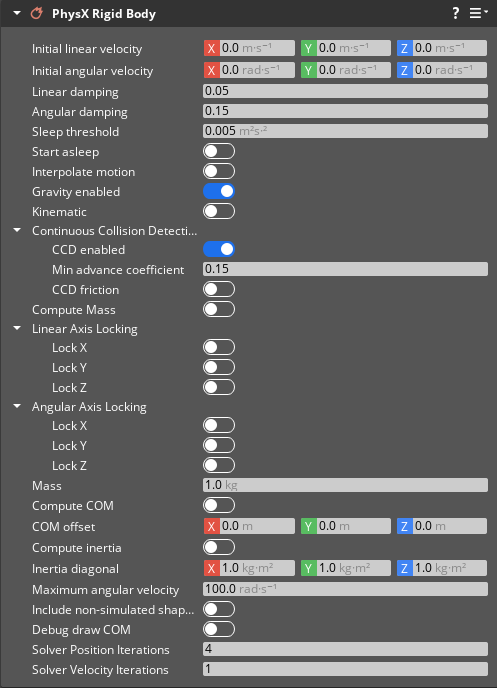 PhysX Rigid Body ?
Initial linear velocity X 0.0 m·s⁻¹ Y 0.0 m·s⁻¹ Z 0.0 m·s⁻¹
Initial angular velocity X 0.0 rad·s⁻¹ Y 0.0 rad·s⁻¹ Z 0.0 rad·s⁻¹
Linear damping 0.05
Angular damping 0.15
Sleep threshold 0.005 m²s·²
Start asleep
Interpolate motion
Gravity enabled
Kinematic
Continuous Collision Detecti...
CCD enabled
Min advance coefficient 0.15
CCD friction
Compute Mass
Linear Axis Locking
Lock X
Lock Y
Lock Z
Angular Axis Locking
Lock X
Lock Y
Lock Z
Mass 1.0 kg
Compute COM
COM offset X 0.0 m Y 0.0 m Z 0.0 m
Compute inertia
Inertia diagonal X 1.0 kg·m² Y 1.0 kg·m² Z 1.0 kg·m²
Maximum angular velocity 100.0 rad·s⁻¹
Include non-simulated shap...
Debug draw COM
Solver Position Iterations 4
Solver Velocity Iterations 1